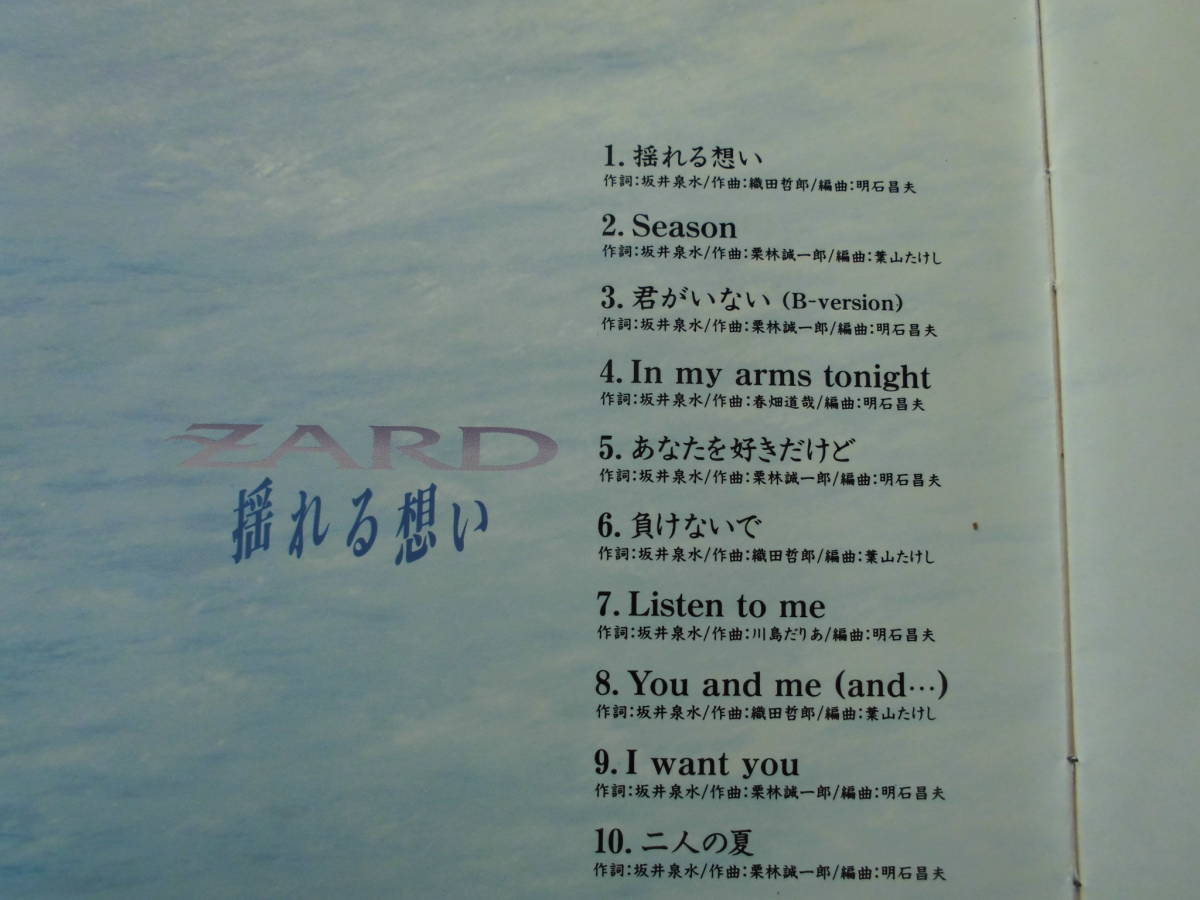 ZARD
揺れる想い
1. 揺れる想い
作詞:坂井泉水/作曲:織田哲郎/編曲:明石昌夫
2. Season
作詞:坂井泉水/作曲:栗林誠一郎/編曲:葉山たけし
3. 君がいない (B-version)
作詞:坂井泉水/作曲:栗林誠一郎/編曲:明石昌夫
4. In my arms tonight
作詞:坂井泉水/作曲:春畑道哉/編曲:明石昌夫
5. あなたを好きだけど
作詞:坂井泉水/作曲:栗林誠一郎/編曲:明石昌夫
6. 負けないで
作詞:坂井泉水/作曲:織田哲郎/編曲:葉山たけし
7. Listen to me
作詞:坂井泉水/作曲:川島だりあ/編曲:明石昌夫
8. You and me (and…)
作詞:坂井泉水/作曲:織田哲郎/編曲:葉山たけし
9. I want you
作詞:坂井泉水/作曲:栗林誠一郎/編曲:明石昌夫
10. 二人の夏
作詞:坂井泉水/作曲:栗林誠一郎/編曲:明石昌夫